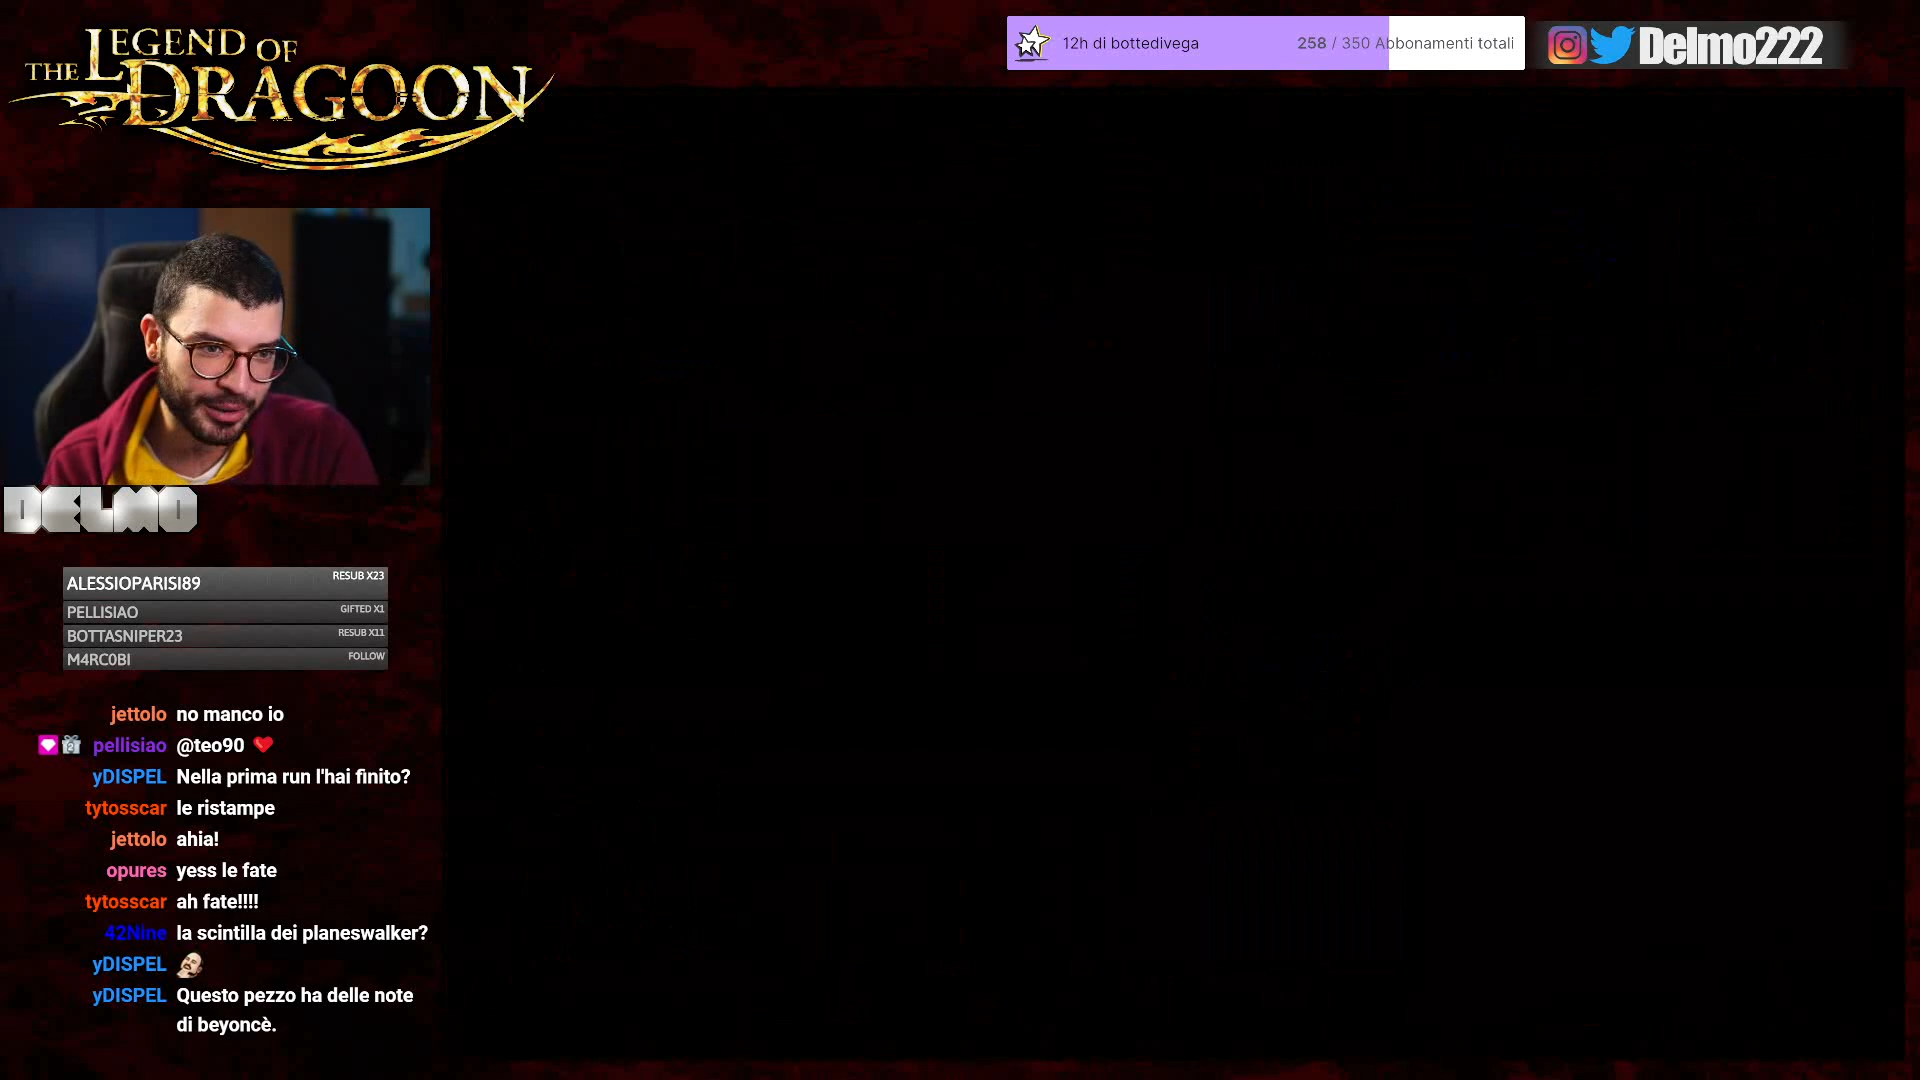 THE LEGEND OF
DRAGOON
12h di bottedivega
258 / 350 Abbonamenti totali
Delmo222
DELMO
ALESSIOPARISI89 RESUB X23
PELLISIAO GIFTED X1
BOTTASNIPER23 RESUB X11
M4RC0BI FOLLOW
jettolo no manco io
2 pellisiao @teo90
yDISPEL Nella prima run l'hai finito?
tytosscar le ristampe
jettolo ahia!
opures yess le fate
tytosscar ah fate!!!!
42Nine la scintilla dei planeswalker?
yDISPEL
yDISPEL Questo pezzo ha delle note
di beyoncè.